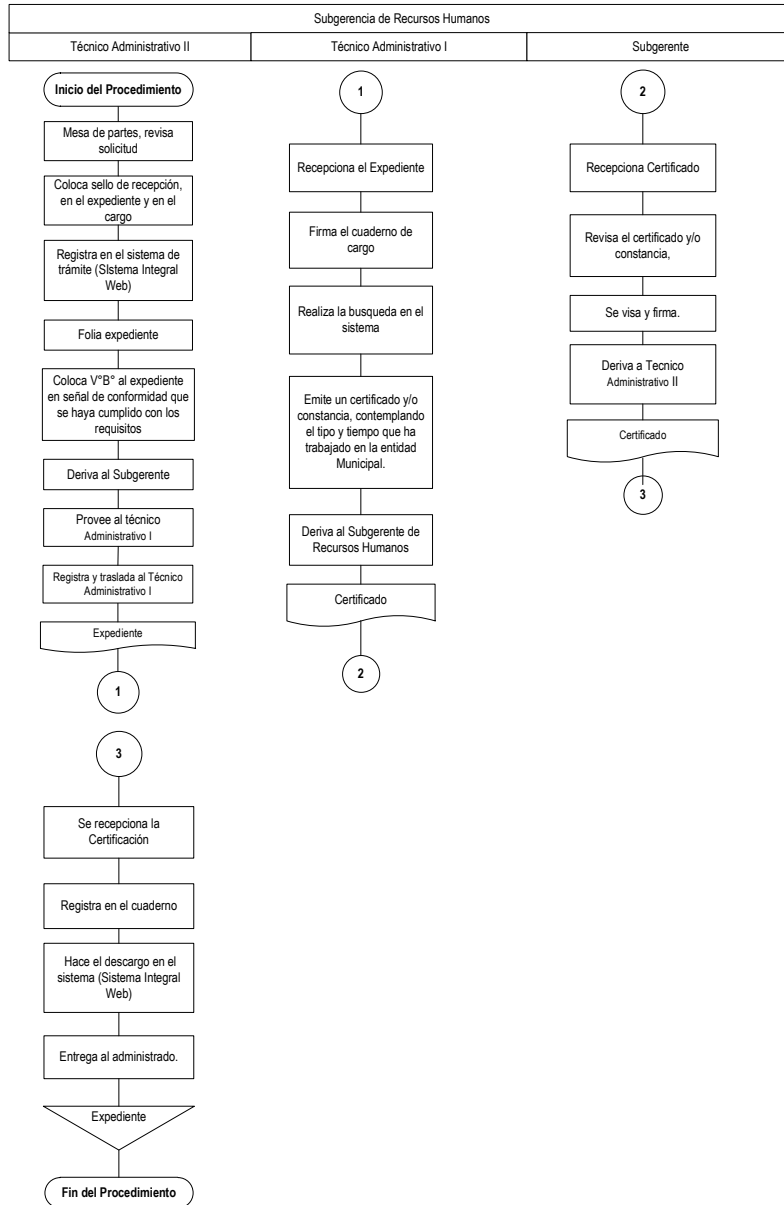 Subgerencia de Recursos Humanos
Técnico Administrativo II
Técnico Administrativo I
Subgerente
Inicio del Procedimiento
Mesa de partes, revisa
solicitud
Coloca sello de recepción,
en el expediente y en el
cargo
Registra en el sistema de
trámite (SIstema Integral
Web)
Folia expediente
Coloca V°B° al expediente
en señal de conformidad que
se haya cumplido con los
requisitos
Deriva al Subgerente
Provee al técnico
Administrativo I
Registra y traslada al Técnico
Administrativo I
Expediente
1
1
Recepciona el Expediente
Firma el cuaderno de
cargo
Realiza la busqueda en el
sistema
Emite un certificado y/o
constancia, contemplando
el tipo y tiempo que ha
trabajado en la entidad
Municipal.
Deriva al Subgerente de
Recursos Humanos
Certificado
2
2
Recepciona Certificado
Revisa el certificado y/o
constancia,
Se visa y firma.
Deriva a Tecnico
Administrativo II
Certificado
3
3
Se recepciona la
Certificación
Registra en el cuaderno
Hace el descargo en el
sistema (Sistema Integral
Web)
Entrega al administrado.
Expediente
Fin del Procedimiento